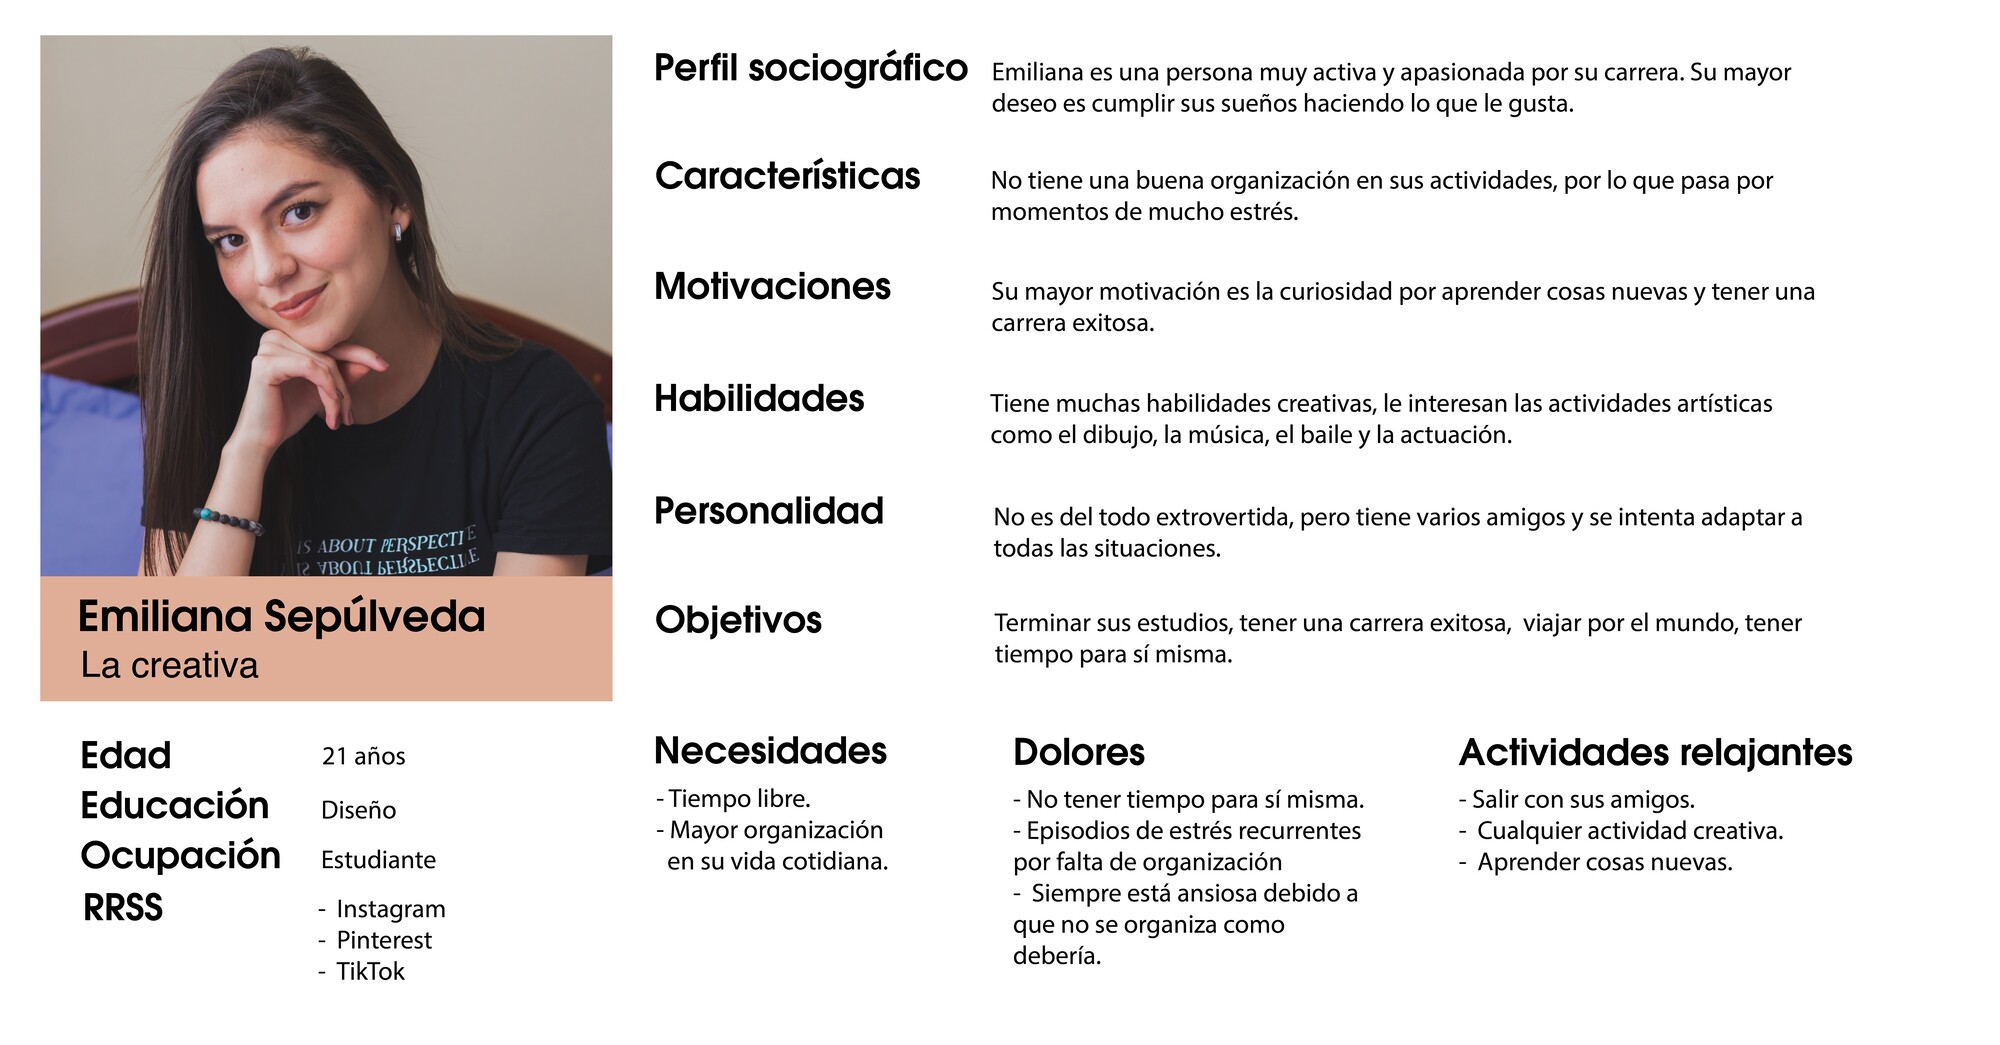 IS ABOUT PERSPECTIVE
IS ABOUT PERSPECTIVE
Emiliana Sepúlveda
La creativa
Edad
21 años
Educación
Diseño
Ocupación
Estudiante
RRSS
- Instagram
- Pinterest
- TikTok
Perfil sociográfico
Emiliana es una persona muy activa y apasionada por su carrera. Su mayor
deseo es cumplir sus sueños haciendo lo que le gusta.
Características
No tiene una buena organización en sus actividades, por lo que pasa por
momentos de mucho estrés.
Motivaciones
Su mayor motivación es la curiosidad por aprender cosas nuevas y tener una
carrera exitosa.
Habilidades
Tiene muchas habilidades creativas, le interesan las actividades artísticas
como el dibujo, la música, el baile y la actuación.
Personalidad
No es del todo extrovertida, pero tiene varios amigos y se intenta adaptar a
todas las situaciones.
Objetivos
Terminar sus estudios, tener una carrera exitosa, viajar por el mundo, tener
tiempo para sí misma.
Necesidades
- Tiempo libre.
- Mayor organización
en su vida cotidiana.
Dolores
- No tener tiempo para sí misma.
- Episodios de estrés recurrentes
por falta de organización
- Siempre está ansiosa debido a
que no se organiza como
debería.
Actividades relajantes
- Salir con sus amigos.
- Cualquier actividad creativa.
- Aprender cosas nuevas.